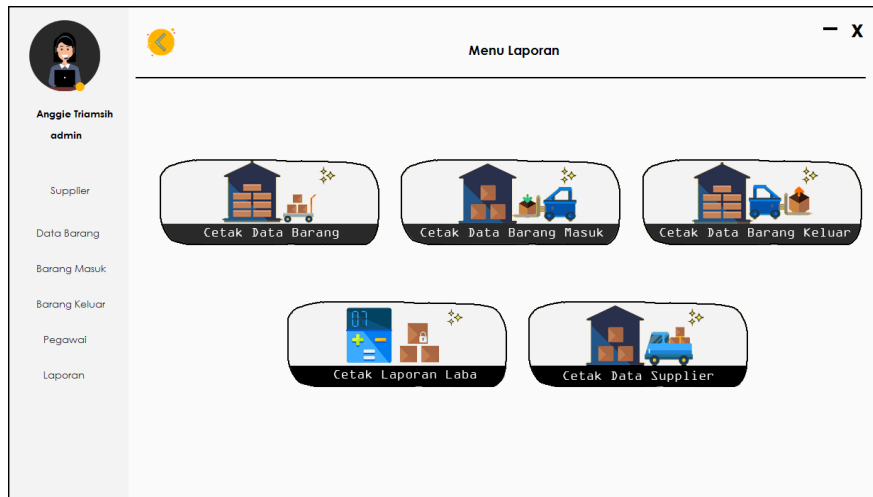 Menu Laporan
– X
Anggie Triamsih
admin
Supplier
Data Barang
Barang Masuk
Barang Keluar
Pegawai
Laporan
Cetak Data Barang
Cetak Data Barang Masuk
Cetak Data Barang Keluar
07
Cetak Laporan Laba
Cetak Data Supplier